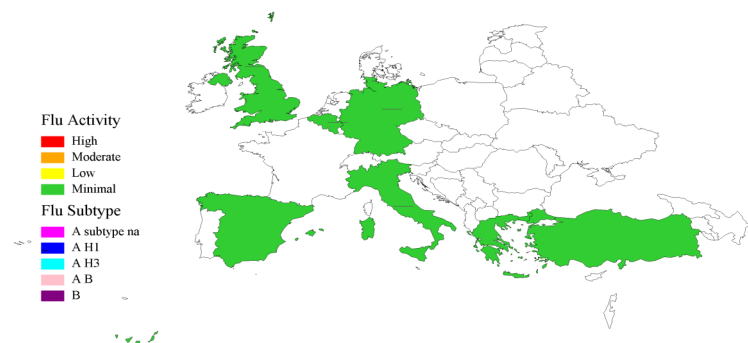 Flu Activity
High
Moderate
Low
Minimal
Flu Subtype
A subtype na
A H1
A H3
A B
B